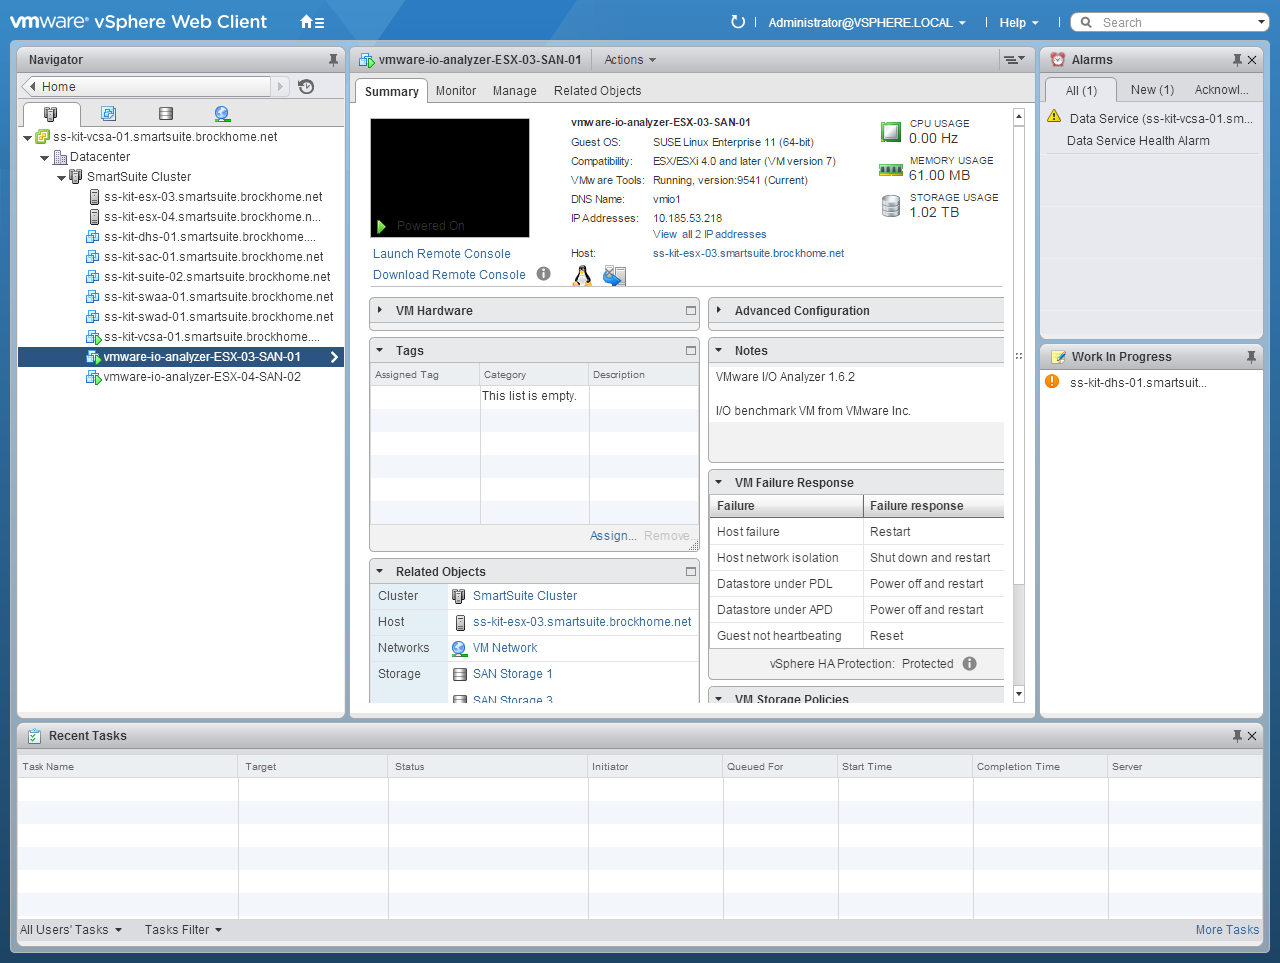 vmware® vSphere Web Client
Administrator@VSPHERE.LOCAL
Help
Search
Navigator
Home
ss-kit-vcsa-01.smartsuite.brockhome.net
Datacenter
SmartSuite Cluster
ss-kit-esx-03.smartsuite.brockhome.net
ss-kit-esx-04.smartsuite.brockhome.n...
ss-kit-dhs-01.smartsuite.brockhome....
ss-kit-sac-01.smartsuite.brockhome.net
ss-kit-suite-02.smartsuite.brockhome.net
ss-kit-swaa-01.smartsuite.brockhome.net
ss-kit-swad-01.smartsuite.brockhome.net
ss-kit-vcsa-01.smartsuite.brockhome....
vmware-io-analyzer-ESX-03-SAN-01
vmware-io-analyzer-ESX-04-SAN-02
vmware-io-analyzer-ESX-03-SAN-01 Actions
Summary Monitor Manage Related Objects
Powered On
Launch Remote Console
Download Remote Console
vmware-io-analyzer-ESX-03-SAN-01
Guest OS: SUSE Linux Enterprise 11 (64-bit)
Compatibility: ESX/ESXi 4.0 and later (VM version 7)
VMware Tools: Running, version:9541 (Current)
DNS Name: vmio1
IP Addresses: 10.185.53.218
View all 2 IP addresses
Host: ss-kit-esx-03.smartsuite.brockhome.net
CPU USAGE
0.00 Hz
MEMORY USAGE
61.00 MB
STORAGE USAGE
1.02 TB
VM Hardware
Tags
Assigned Tag Category Description
This list is empty.
Assign... Remove...
Related Objects
Cluster SmartSuite Cluster
Host ss-kit-esx-03.smartsuite.brockhome.net
Networks VM Network
Storage SAN Storage 1
SAN Storage 3
Advanced Configuration
Notes
VMware I/O Analyzer 1.6.2
I/O benchmark VM from VMware Inc.
VM Failure Response
Failure Failure response
Host failure Restart
Host network isolation Shut down and restart
Datastore under PDL Power off and restart
Datastore under APD Power off and restart
Guest not heartbeating Reset
vSphere HA Protection: Protected
VM Storage Policies
Alarms
All (1) New (1) Acknowl...
Data Service (ss-kit-vcsa-01.sm...
Data Service Health Alarm
Work In Progress
ss-kit-dhs-01.smartsuit...
Recent Tasks
Task Name Target Status Initiator Queued For Start Time Completion Time Server
All Users' Tasks Tasks Filter More Tasks